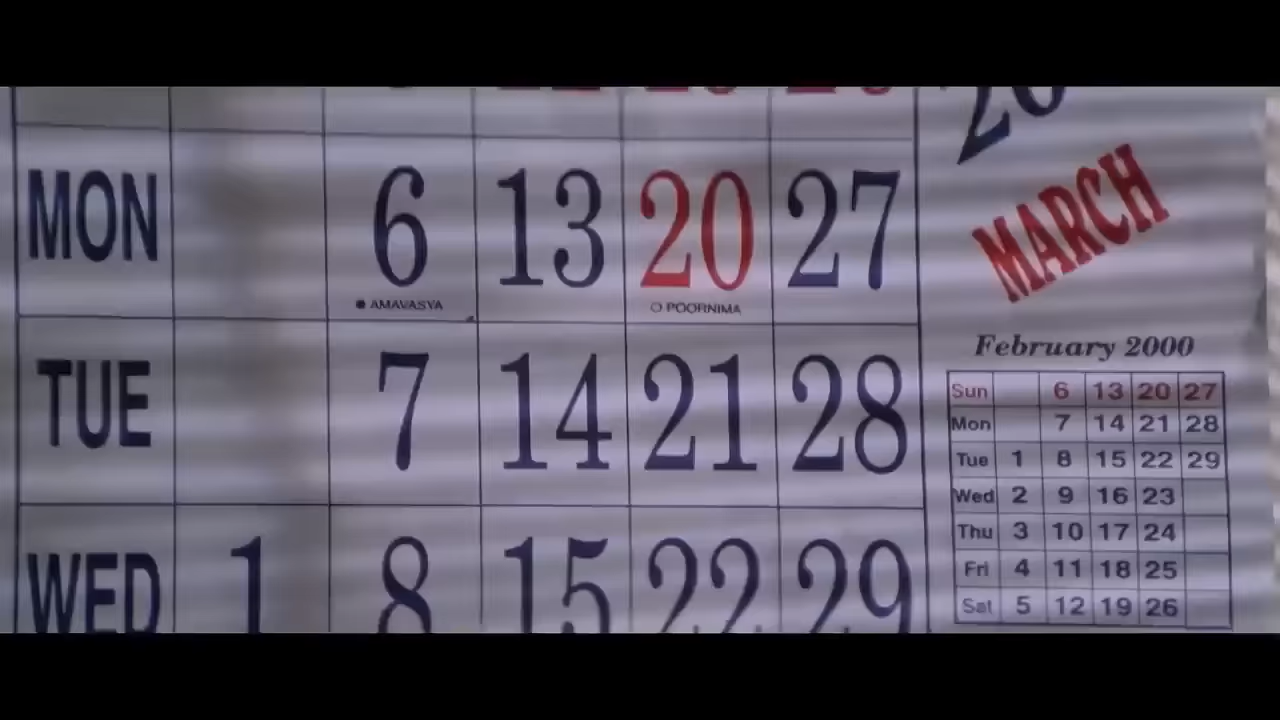 MON 6 13 20 27
● AMAVASYA ○ POORNIMA
TUE 7 14 21 28
WED 1 8 15 22 29
MARCH
February 2000
Sun 6 13 20 27
Mon 7 14 21 28
Tue 1 8 15 22 29
Wed 2 9 16 23
Thu 3 10 17 24
Fri 4 11 18 25
Sat 5 12 19 26